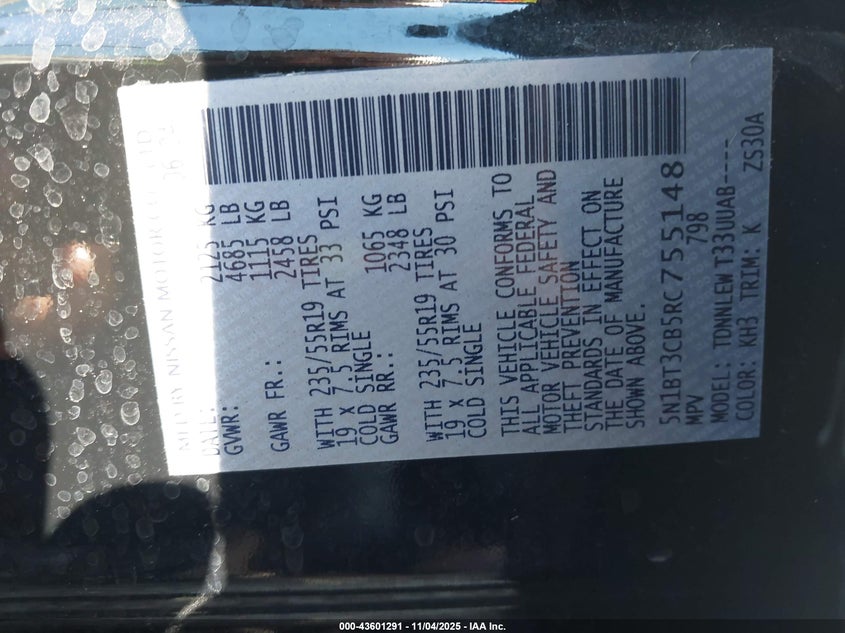 MFD BY NISSAN MOTOR CO., LTD
DATE:
GVWR: 2125 KG
4685 LB
GAWR FR.: 1115 KG
2458 LB
WITH 235/55R19 TIRES
19 X 7.5 RIMS AT 33 PSI
COLD SINGLE
GAWR RR.: 1065 KG
2348 LB
WITH 235/55R19 TIRES
19 X 7.5 RIMS AT 30 PSI
COLD SINGLE
THIS VEHICLE CONFORMS TO
ALL APPLICABLE FEDERAL
MOTOR VEHICLE SAFETY AND
THEFT PREVENTION
STANDARDS IN EFFECT ON
THE DATE OF MANUFACTURE
SHOWN ABOVE.
5N1BT3CB5RC755148
MPV 798
MODEL: TDNNLEW T33UUAB----
COLOR: KH3 TRIM: K ZS30A
000-43601291 - 11/04/2025 - IAA Inc.